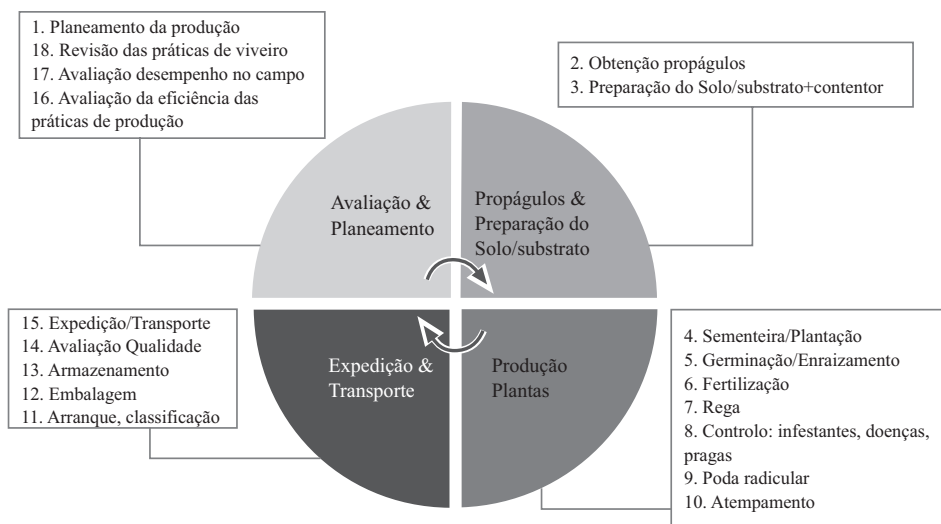 1. Planeamento da produção
18. Revisão das práticas de viveiro
17. Avaliação desempenho no campo
16. Avaliação da eficiência das
práticas de produção
2. Obtenção propágulos
3. Preparação do Solo/substrato+contentor
Avaliação &
Planeamento
Propágulos &
Preparação do
Solo/substrato
15. Expedição/Transporte
14. Avaliação Qualidade
13. Armazenamento
12. Embalagem
11. Arranque, classificação
Expedição &
Transporte
Produção
Plantas
4. Sementeira/Plantação
5. Germinação/Enraizamento
6. Fertilização
7. Rega
8. Controlo: infestantes, doenças,
pragas
9. Poda radicular
10. Atempamento